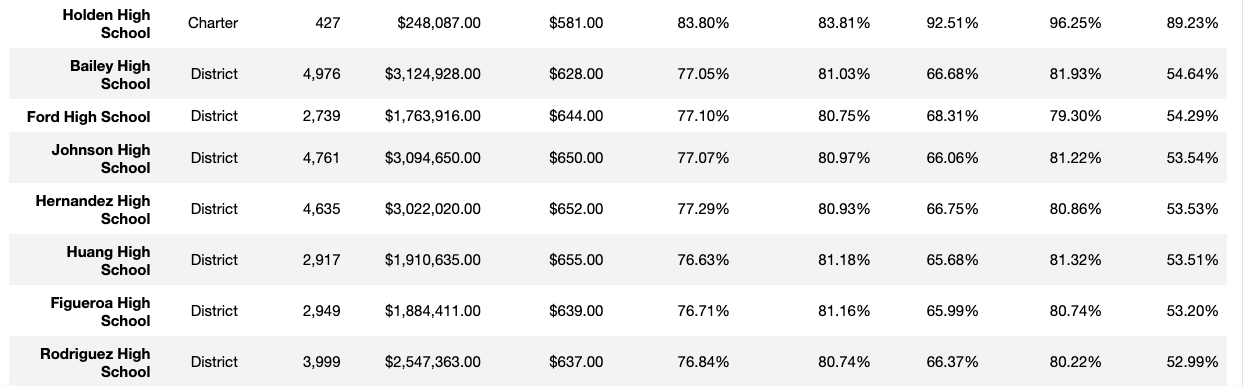 Holden High
School Charter 427 $248,087.00 $581.00 83.80% 83.81% 92.51% 96.25% 89.23%
Bailey High
School District 4,976 $3,124,928.00 $628.00 77.05% 81.03% 66.68% 81.93% 54.64%
Ford High School District 2,739 $1,763,916.00 $644.00 77.10% 80.75% 68.31% 79.30% 54.29%
Johnson High
School District 4,761 $3,094,650.00 $650.00 77.07% 80.97% 66.06% 81.22% 53.54%
Hernandez High
School District 4,635 $3,022,020.00 $652.00 77.29% 80.93% 66.75% 80.86% 53.53%
Huang High
School District 2,917 $1,910,635.00 $655.00 76.63% 81.18% 65.68% 81.32% 53.51%
Figueroa High
School District 2,949 $1,884,411.00 $639.00 76.71% 81.16% 65.99% 80.74% 53.20%
Rodriguez High
School District 3,999 $2,547,363.00 $637.00 76.84% 80.74% 66.37% 80.22% 52.99%